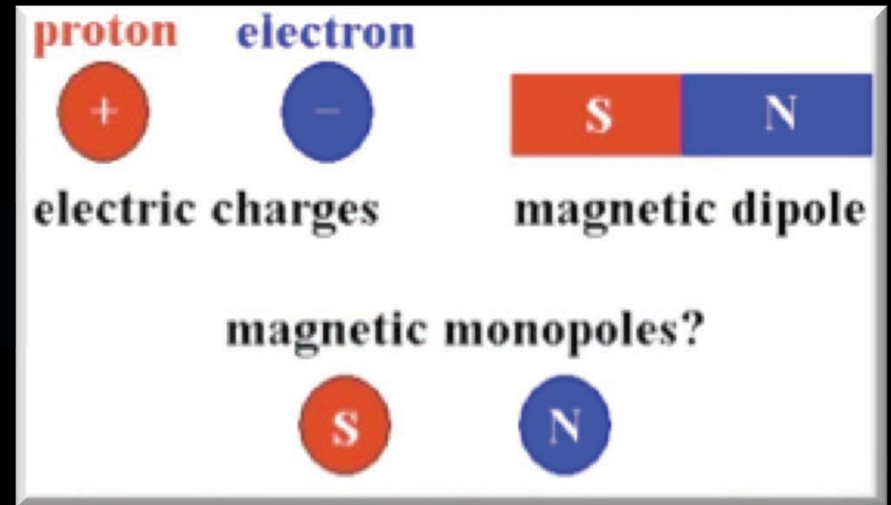 proton electron
+ −
S N
electric charges magnetic dipole
magnetic monopoles?
S N